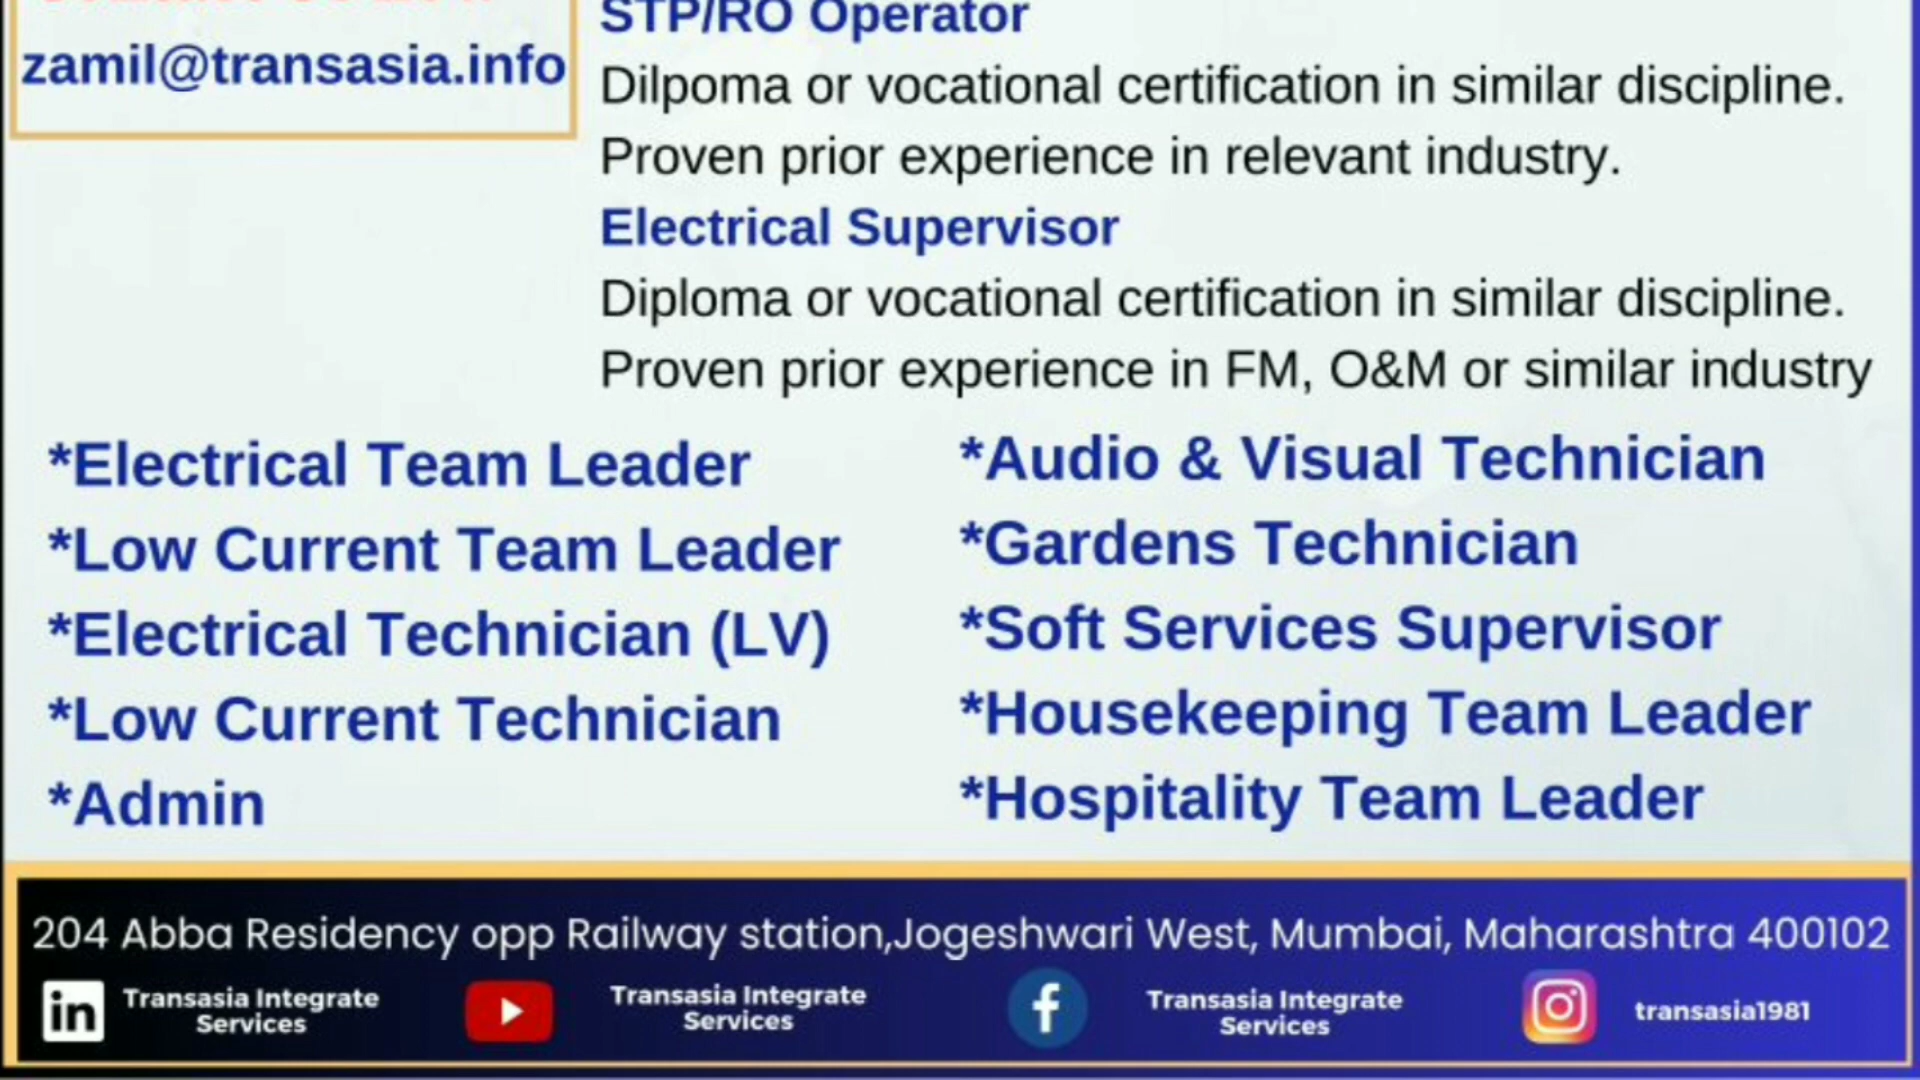 zamil@transasia.info
STP/RO Operator
Dilpoma or vocational certification in similar discipline.
Proven prior experience in relevant industry.
Electrical Supervisor
Diploma or vocational certification in similar discipline.
Proven prior experience in FM, O&M or similar industry
*Electrical Team Leader
*Low Current Team Leader
*Electrical Technician (LV)
*Low Current Technician
*Admin
*Audio & Visual Technician
*Gardens Technician
*Soft Services Supervisor
*Housekeeping Team Leader
*Hospitality Team Leader
204 Abba Residency opp Railway station,Jogeshwari West, Mumbai, Maharashtra 400102
in
Transasia Integrate
Services
Transasia Integrate
Services
f
Transasia Integrate
Services
transasia1981